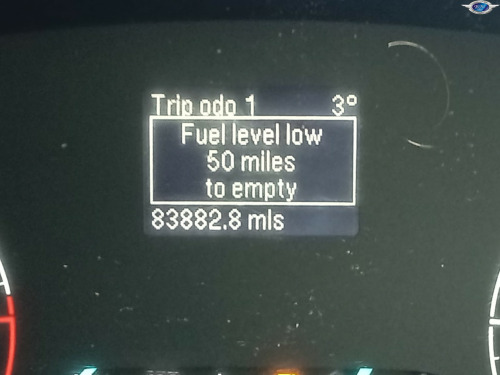 Trip odo 1 3°
Fuel level low
50 miles
to empty
83882.8 mls